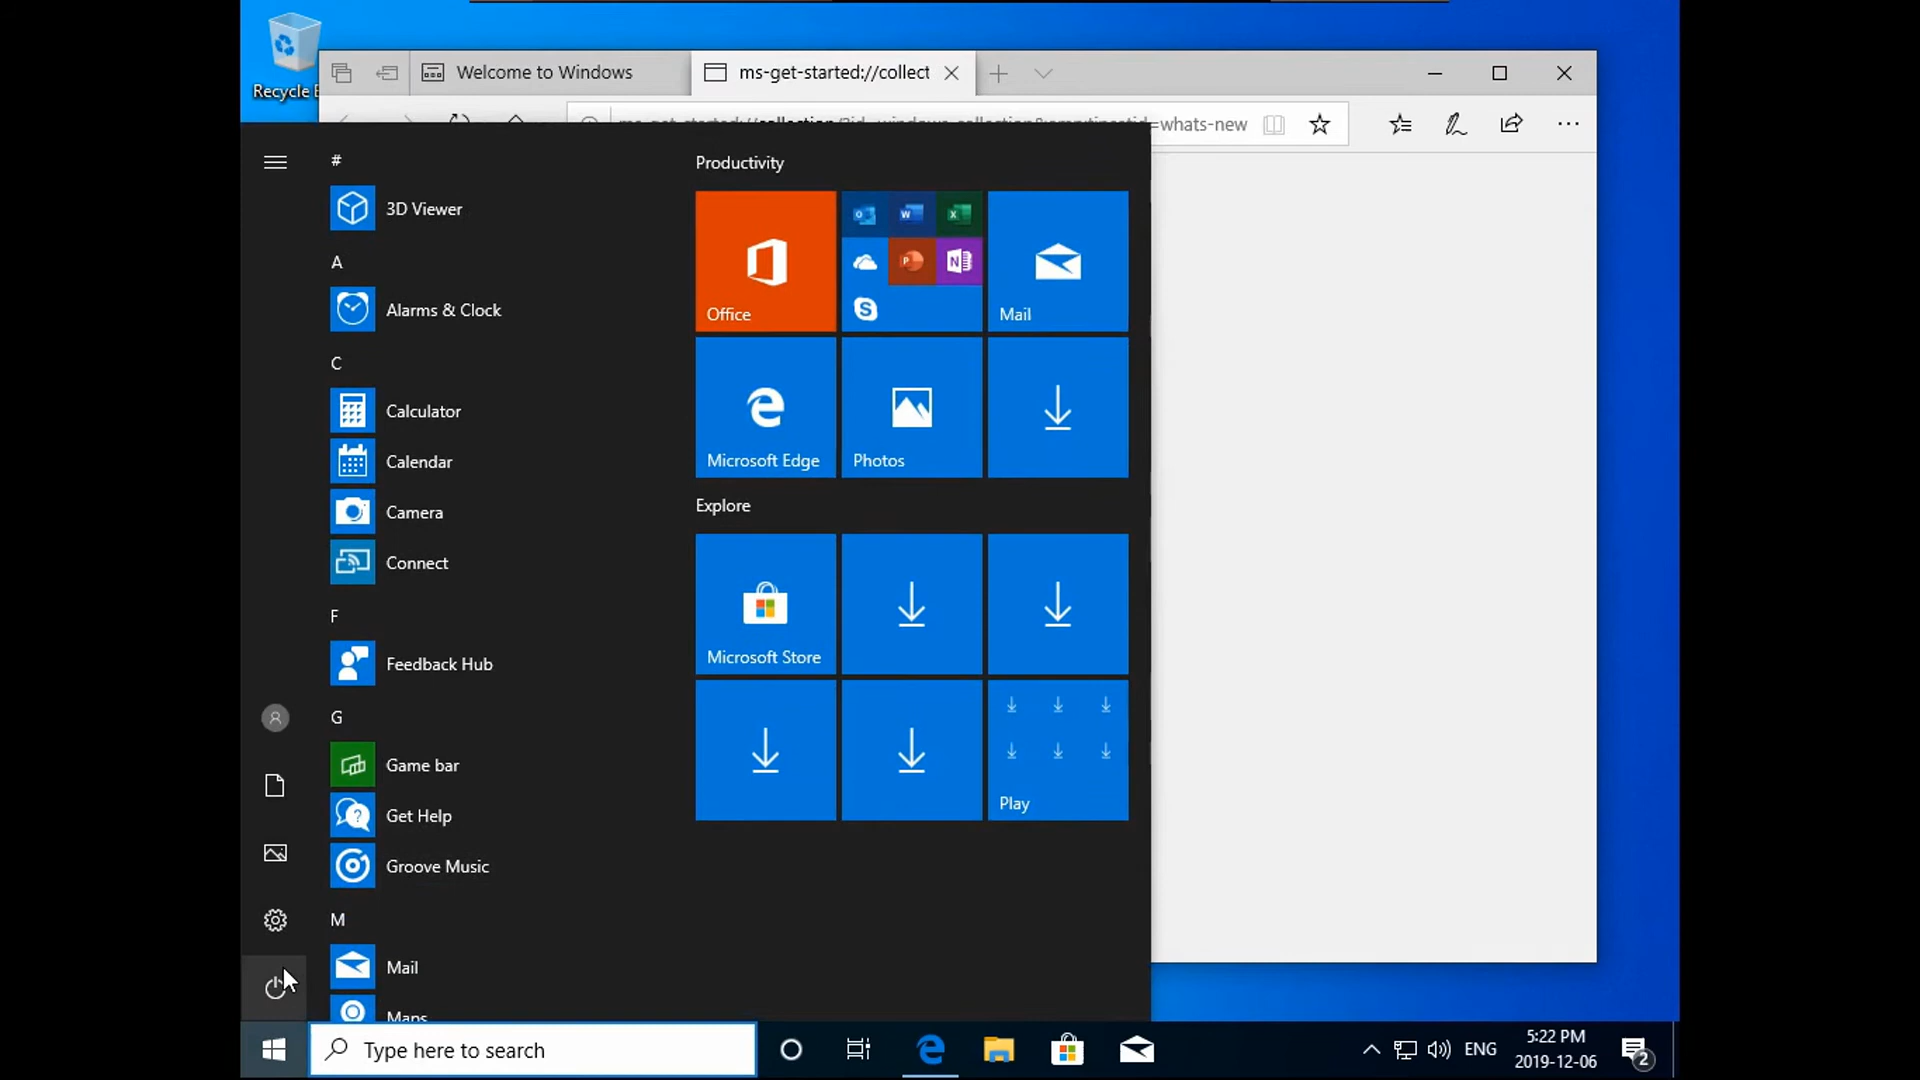 Recycle
Welcome to Windows
ms-get-started://collect
=whats-new
#
3D Viewer
A
Alarms & Clock
C
Calculator
Calendar
Camera
Connect
F
Feedback Hub
G
Game bar
Get Help
Groove Music
M
Mail
Maps
Productivity
Office
Mail
Microsoft Edge
Photos
Explore
Microsoft Store
Play
Type here to search
ENG
5:22 PM
2019-12-06
2